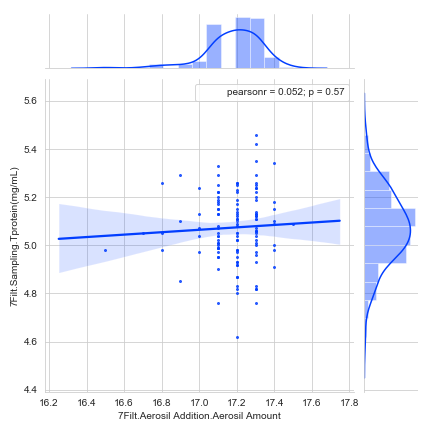 pearsonr = 0.052; p = 0.57
5.6
5.4
5.2
5.0
4.8
4.6
4.4
7Filt.Sampling.Tprotein(mg/mL)
16.2 16.4 16.6 16.8 17.0 17.2 17.4 17.6 17.8
7Filt.Aerosil Addition.Aerosil Amount